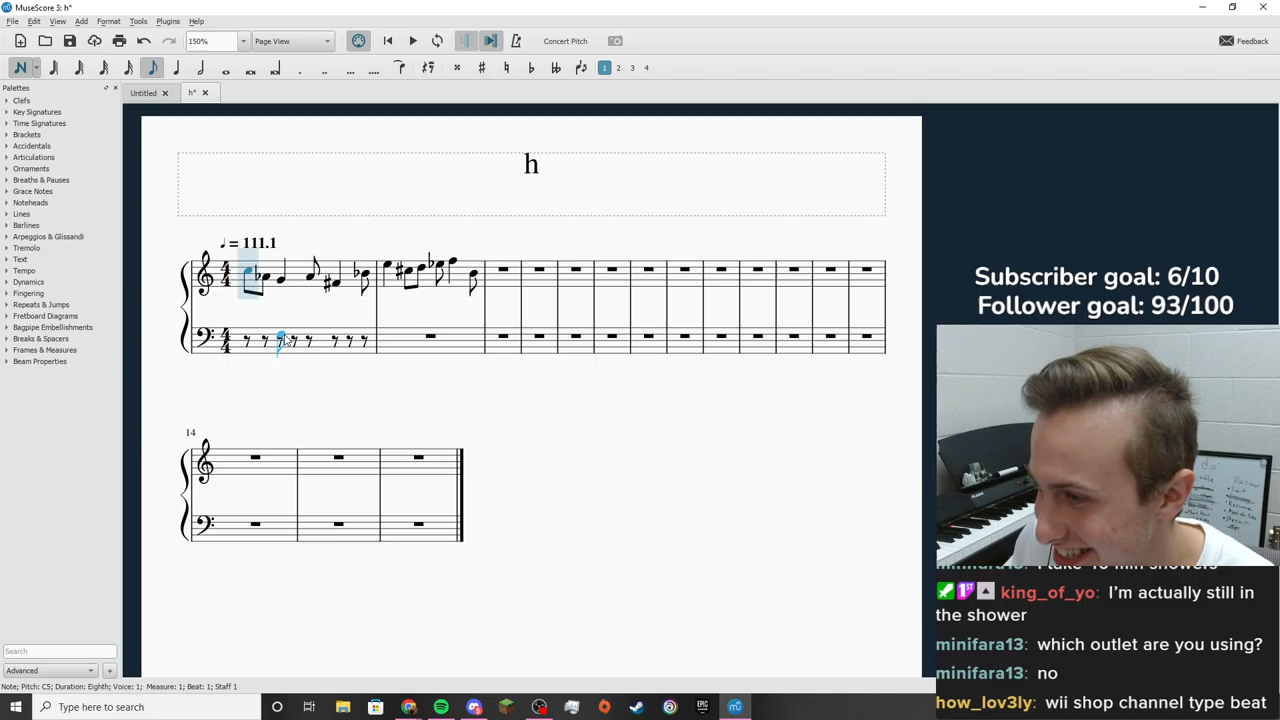 MuseScore 3: h*
File Edit View Add Format Tools Plugins Help
150% Page View Concert Pitch Feedback
1 2 3 4
Palettes
Untitled h*
Clefs
Key Signatures
Time Signatures
Brackets
Accidentals
Articulations
Ornaments
Breaths & Pauses
Grace Notes
Noteheads
Lines
Barlines
Arpeggios & Glissandi
Tremolo
Text
Tempo
Dynamics
Fingering
Repeats & Jumps
Fretboard Diagrams
Bagpipe Embellishments
Breaks & Spacers
Frames & Measures
Beam Properties
h
= 111.1
14
Subscriber goal: 6/10
Follower goal: 93/100
king_of_yo: I'm actually still in
the shower
minifara13: which outlet are you using?
minifara13: no
how_lov3ly: wii shop channel type beat
Search
Advanced +
Note; Pitch: C5; Duration: Eighth; Voice: 1; Measure: 1; Beat: 1; Staff 1
Type here to search